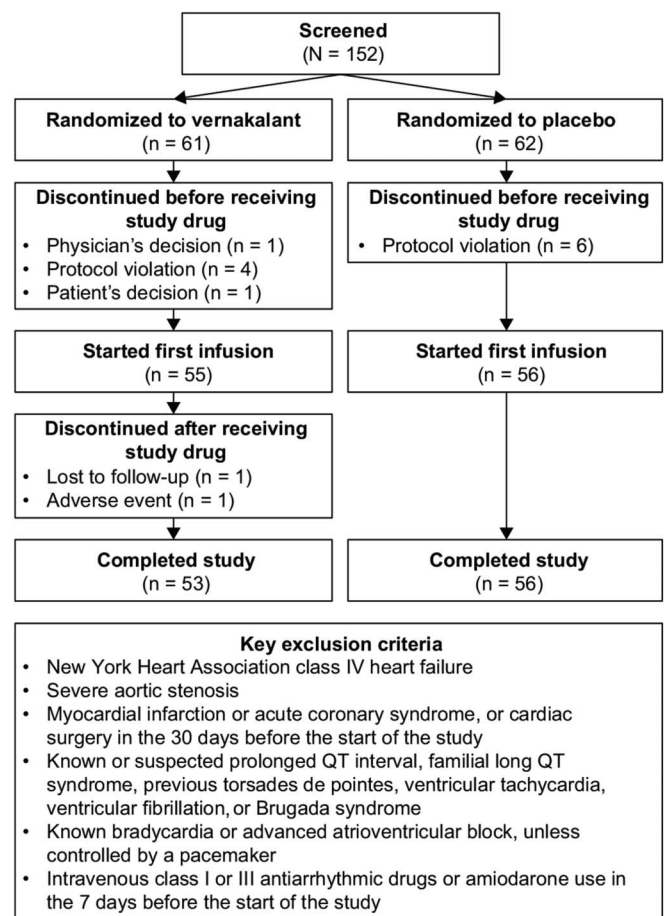 Screened
(N = 152)
Randomized to vernakalant
(n = 61)
Randomized to placebo
(n = 62)
Discontinued before receiving
study drug
• Physician’s decision (n = 1)
• Protocol violation (n = 4)
• Patient’s decision (n = 1)
Discontinued before receiving
study drug
• Protocol violation (n = 6)
Started first infusion
(n = 55)
Started first infusion
(n = 56)
Discontinued after receiving
study drug
• Lost to follow-up (n = 1)
• Adverse event (n = 1)
Completed study
(n = 53)
Completed study
(n = 56)
Key exclusion criteria
• New York Heart Association class IV heart failure
• Severe aortic stenosis
• Myocardial infarction or acute coronary syndrome, or cardiac
surgery in the 30 days before the start of the study
• Known or suspected prolonged QT interval, familial long QT
syndrome, previous torsades de pointes, ventricular tachycardia,
ventricular fibrillation, or Brugada syndrome
• Known bradycardia or advanced atrioventricular block, unless
controlled by a pacemaker
• Intravenous class I or III antiarrhythmic drugs or amiodarone use in
the 7 days before the start of the study